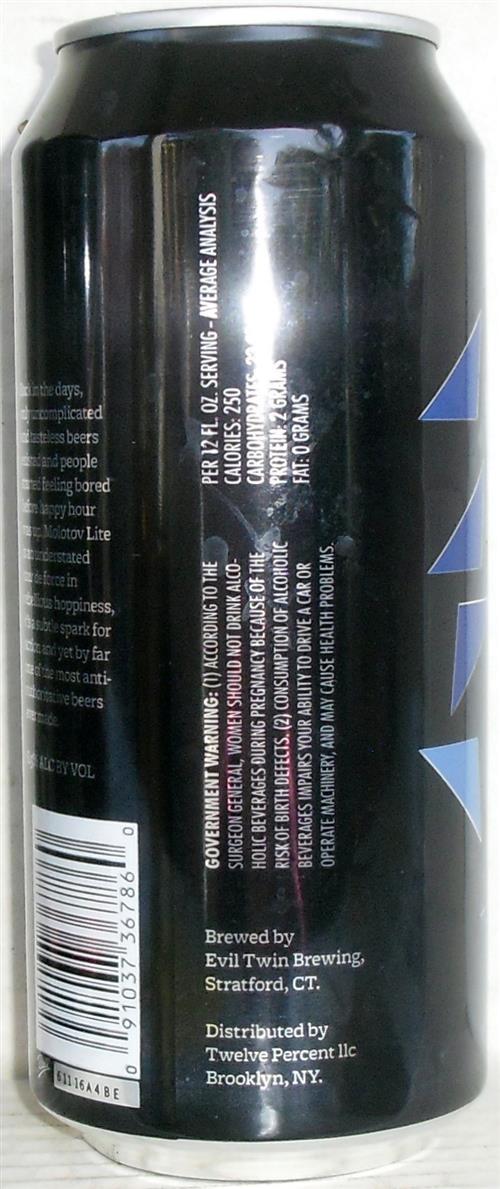 in the days,
uncomplicated
tasteless beers
and people
feeling bored
happy hour
up. Molotov Lite
understated
de force in
hoppiness,
a subtle spark for
and yet by far
of the most anti-
beers
made.
ALC BY VOL
0 91037 36786 0
61116A4BE
PER 12 FL. OZ. SERVING - AVERAGE ANALYSIS
CALORIES: 250
CARBOHYDRATES:
PROTEIN: 2 GRAMS
FAT: 0 GRAMS
GOVERNMENT WARNING: (1) ACCORDING TO THE
SURGEON GENERAL, WOMEN SHOULD NOT DRINK ALCO-
HOLIC BEVERAGES DURING PREGNANCY BECAUSE OF THE
RISK OF BIRTH DEFECTS. (2) CONSUMPTION OF ALCOHOLIC
BEVERAGES IMPAIRS YOUR ABILITY TO DRIVE A CAR OR
OPERATE MACHINERY, AND MAY CAUSE HEALTH PROBLEMS.
Brewed by
Evil Twin Brewing,
Stratford, CT.
Distributed by
Twelve Percent llc
Brooklyn, NY.